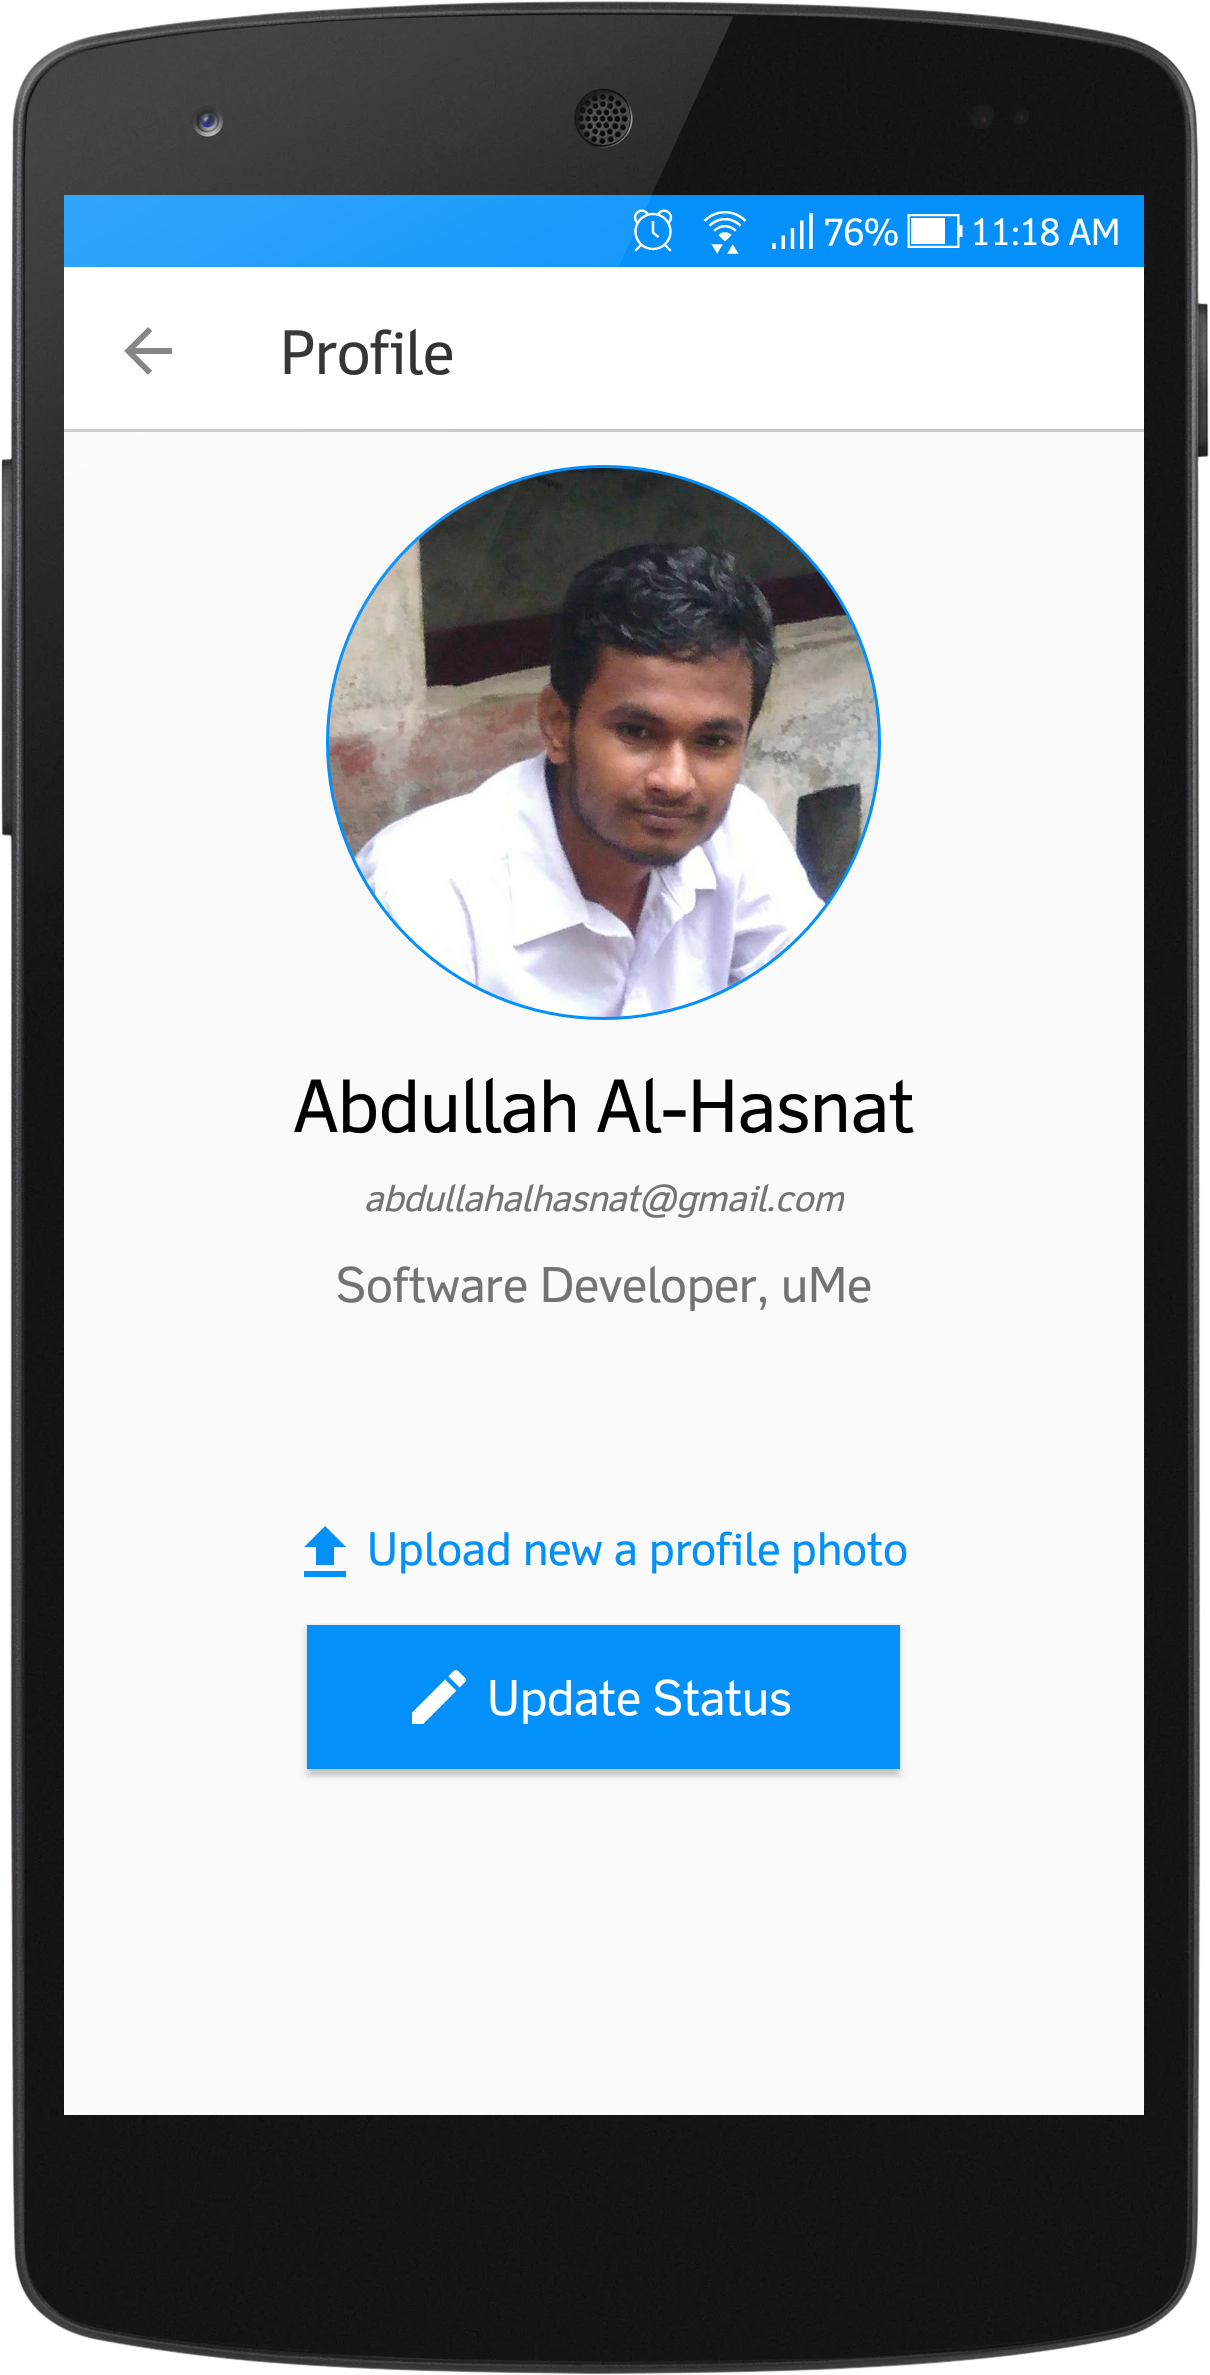 76% 11:18 AM
Profile
Abdullah Al-Hasnat
abdullahalhasnat@gmail.com
Software Developer, uMe
Upload new a profile photo
Update Status